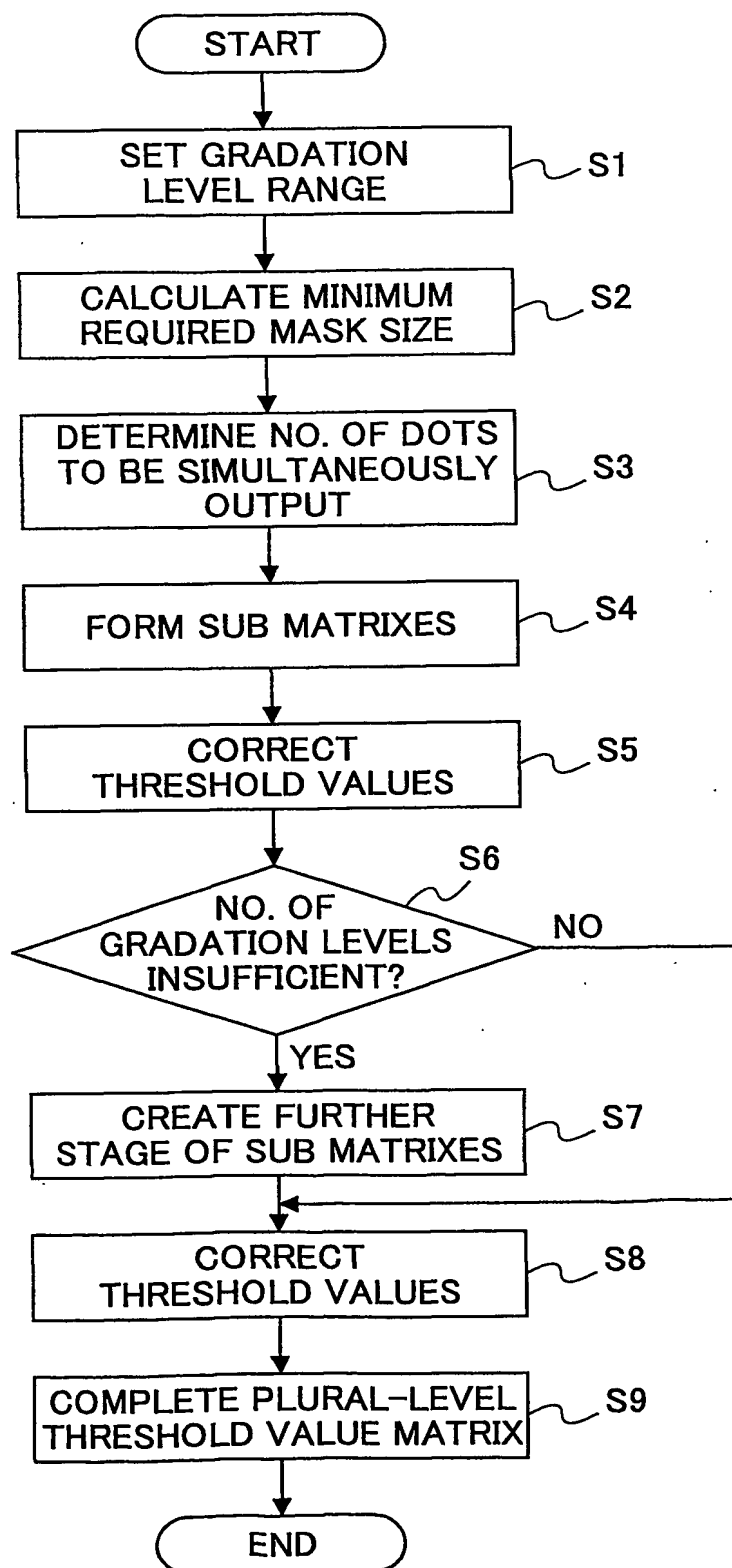 START
SET GRADATION
LEVEL RANGE
S1
CALCULATE MINIMUM
REQUIRED MASK SIZE
S2
DETERMINE NO. OF DOTS
TO BE SIMULTANEOUSLY
OUTPUT
S3
FORM SUB MATRIXES
S4
CORRECT
THRESHOLD VALUES
S5
S6
NO. OF
GRADATION LEVELS
INSUFFICIENT?
NO
YES
CREATE FURTHER
STAGE OF SUB MATRIXES
S7
CORRECT
THRESHOLD VALUES
S8
COMPLETE PLURAL-LEVEL
THRESHOLD VALUE MATRIX
S9
END